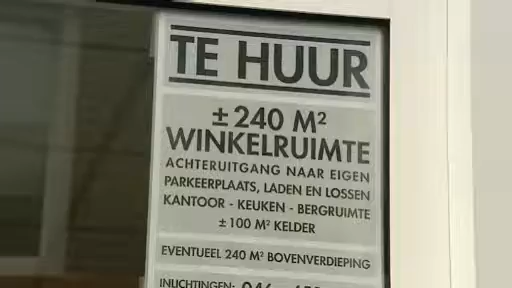 TE HUUR
± 240 M²
WINKELRUIMTE
ACHTERUITGANG NAAR EIGEN
PARKEERPLAATS, LADEN EN LOSSEN
KANTOOR - KEUKEN - BERGRUIMTE
± 100 M² KELDER
EVENTUEEL 240 M² BOVENVERDIEPING
INLICHTINGEN: